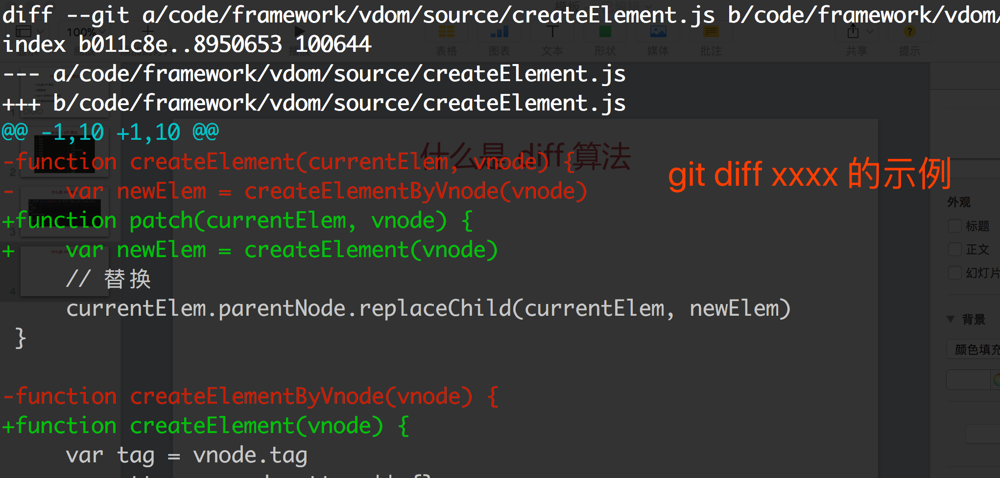 diff --git a/code/framework/vdom/source/createElement.js b/code/framework/vdom/
index b011c8e..8950653 100644
--- a/code/framework/vdom/source/createElement.js
+++ b/code/framework/vdom/source/createElement.js
@@ -1,10 +1,10 @@
-function createElement(currentElem, vnode) {
-    var newElem = createElementByVnode(vnode)
+function patch(currentElem, vnode) {
+    var newElem = createElement(vnode)
     // 替换
     currentElem.parentNode.replaceChild(currentElem, newElem)
 }
-function createElementByVnode(vnode) {
+function createElement(vnode) {
     var tag = vnode.tag
git diff xxxx 的示例
什么是 diff 算法
100%
表格
图表
文本
形状
媒体
批注
共享
提示
1
2
3
4
外观
标题
正文
幻灯片
背景
颜色填充